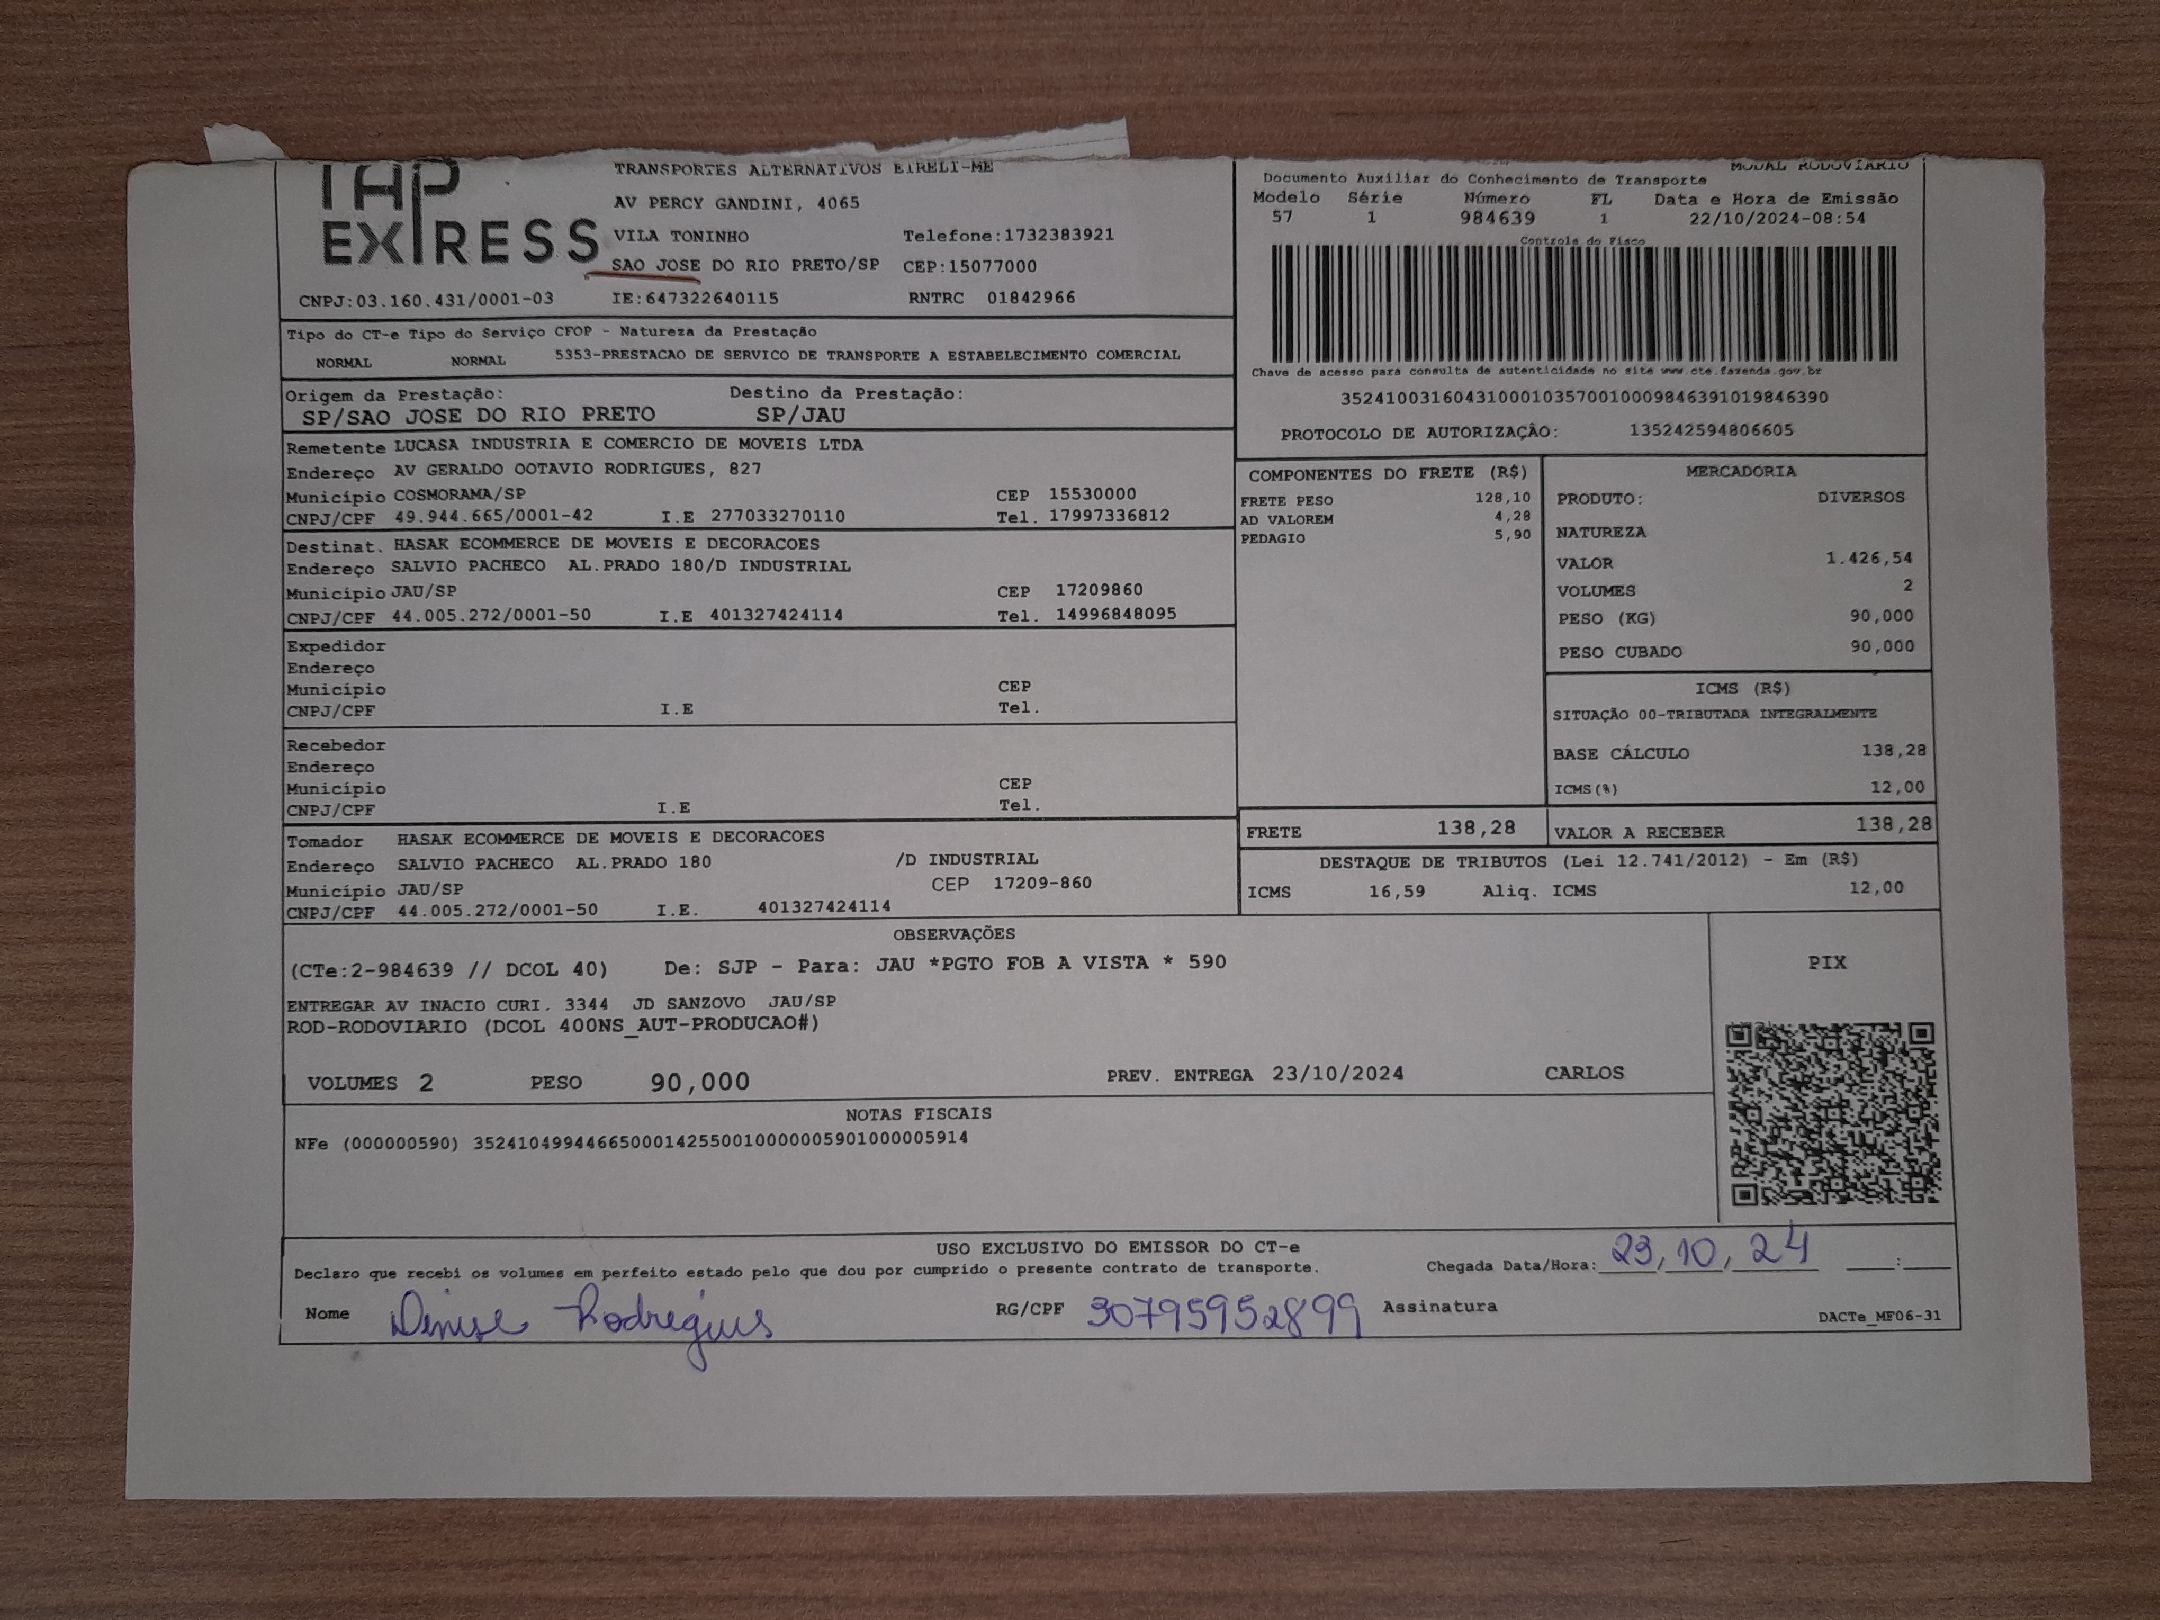 TAP
EXPRESS
TRANSPORTES ALTERNATIVOS EIRELI-ME
AV PERCY GANDINI, 4065
VILA TONINHO Telefone:1732383921
SAO JOSE DO RIO PRETO/SP CEP:15077000
CNPJ:03.160.431/0001-03 IE:647322640115 RNTRC 01842966
MODAL RODOVIARIO
Documento Auxiliar do Conhecimento de Transporte
Modelo Série Número FL Data e Hora de Emissão
57 1 984639 1 22/10/2024-08:54
Controle do Fisco
Chave de acesso para consulta de autenticidade no site www.cte.fazenda.gov.br
35241003160431000103570010009846391019846390
PROTOCOLO DE AUTORIZAÇÂO: 135242594806605
Tipo do CT-e Tipo do Serviço CFOP - Natureza da Prestação
NORMAL NORMAL 5353-PRESTACAO DE SERVICO DE TRANSPORTE A ESTABELECIMENTO COMERCIAL
Origem da Prestação: Destino da Prestação:
SP/SAO JOSE DO RIO PRETO SP/JAU
Remetente LUCASA INDUSTRIA E COMERCIO DE MOVEIS LTDA
Endereço AV GERALDO OOTAVIO RODRIGUES, 827
Município COSMORAMA/SP CEP 15530000
CNPJ/CPF 49.944.665/0001-42 I.E 277033270110 Tel. 17997336812
Destinat. HASAK ECOMMERCE DE MOVEIS E DECORACOES
Endereço SALVIO PACHECO AL.PRADO 180/D INDUSTRIAL
Município JAU/SP CEP 17209860
CNPJ/CPF 44.005.272/0001-50 I.E 401327424114 Tel. 14996848095
Expedidor
Endereço
Município CEP
CNPJ/CPF I.E Tel.
Recebedor
Endereço
Município CEP
CNPJ/CPF I.E Tel.
Tomador HASAK ECOMMERCE DE MOVEIS E DECORACOES
Endereço SALVIO PACHECO AL.PRADO 180 /D INDUSTRIAL
Município JAU/SP CEP 17209-860
CNPJ/CPF 44.005.272/0001-50 I.E. 401327424114
COMPONENTES DO FRETE (R$)
FRETE PESO 128,10
AD VALOREM 4,28
PEDAGIO 5,90
MERCADORIA
PRODUTO: DIVERSOS
NATUREZA
VALOR 1.426,54
VOLUMES 2
PESO (KG) 90,000
PESO CUBADO 90,000
ICMS (R$)
SITUAÇÃO 00-TRIBUTADA INTEGRALMENTE
BASE CÁLCULO 138,28
ICMS(%) 12,00
FRETE 138,28 VALOR A RECEBER 138,28
DESTAQUE DE TRIBUTOS (Lei 12.741/2012) - Em (R$)
ICMS 16,59 Aliq. ICMS 12,00
OBSERVAÇÕES
(CTe:2-984639 // DCOL 40) De: SJP - Para: JAU *PGTO FOB A VISTA * 590
ENTREGAR AV INACIO CURI. 3344 JD SANZOVO JAU/SP
ROD-RODOVIARIO (DCOL 400NS_AUT-PRODUCAO#)
VOLUMES 2 PESO 90,000 PREV. ENTREGA 23/10/2024 CARLOS
PIX
NOTAS FISCAIS
NFe (000000590) 35241049944665000142550010000005901000005914
USO EXCLUSIVO DO EMISSOR DO CT-e
Declaro que recebi os volumes em perfeito estado pelo que dou por cumprido o presente contrato de transporte. Chegada Data/Hora: 23, 10, 24 :
Nome Denise Rodrigues RG/CPF 30795952899 Assinatura
DACTe_MF06-31